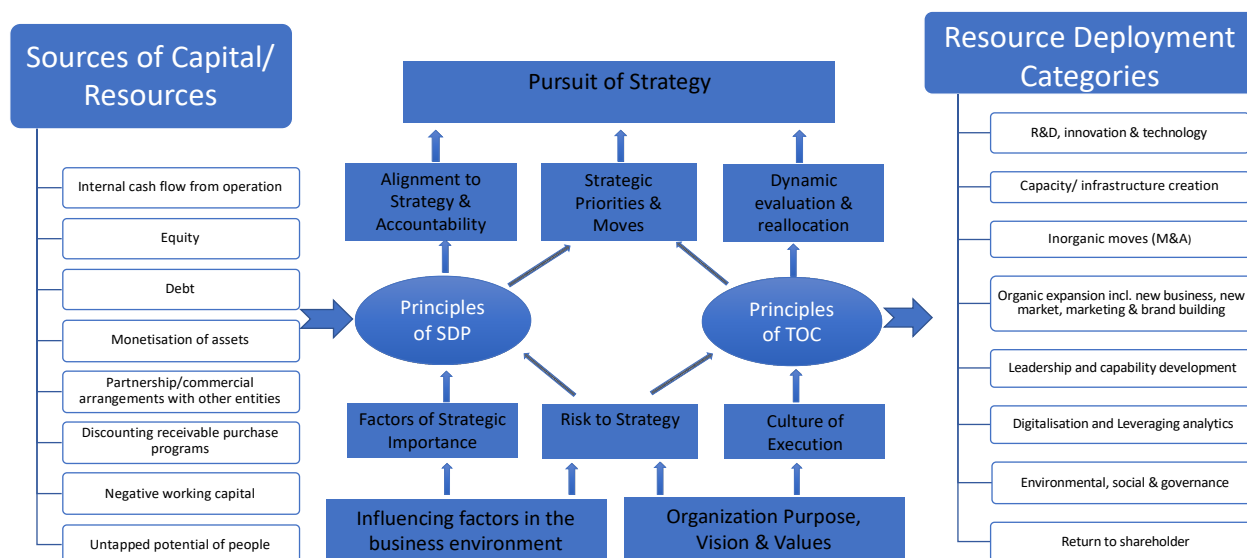 Sources of Capital/
Resources
Internal cash flow from operation
Equity
Debt
Monetisation of assets
Partnership/commercial
arrangements with other entities
Discounting receivable purchase
programs
Negative working capital
Untapped potential of people
Pursuit of Strategy
Alignment to
Strategy &
Accountability
Strategic
Priorities &
Moves
Dynamic
evaluation &
reallocation
Principles
of SDP
Principles
of TOC
Factors of Strategic
Importance
Risk to Strategy
Culture of
Execution
Influencing factors in the
business environment
Organization Purpose,
Vision & Values
Resource Deployment
Categories
R&D, innovation & technology
Capacity/ infrastructure creation
Inorganic moves (M&A)
Organic expansion incl. new business, new
market, marketing & brand building
Leadership and capability development
Digitalisation and Leveraging analytics
Environmental, social & governance
Return to shareholder